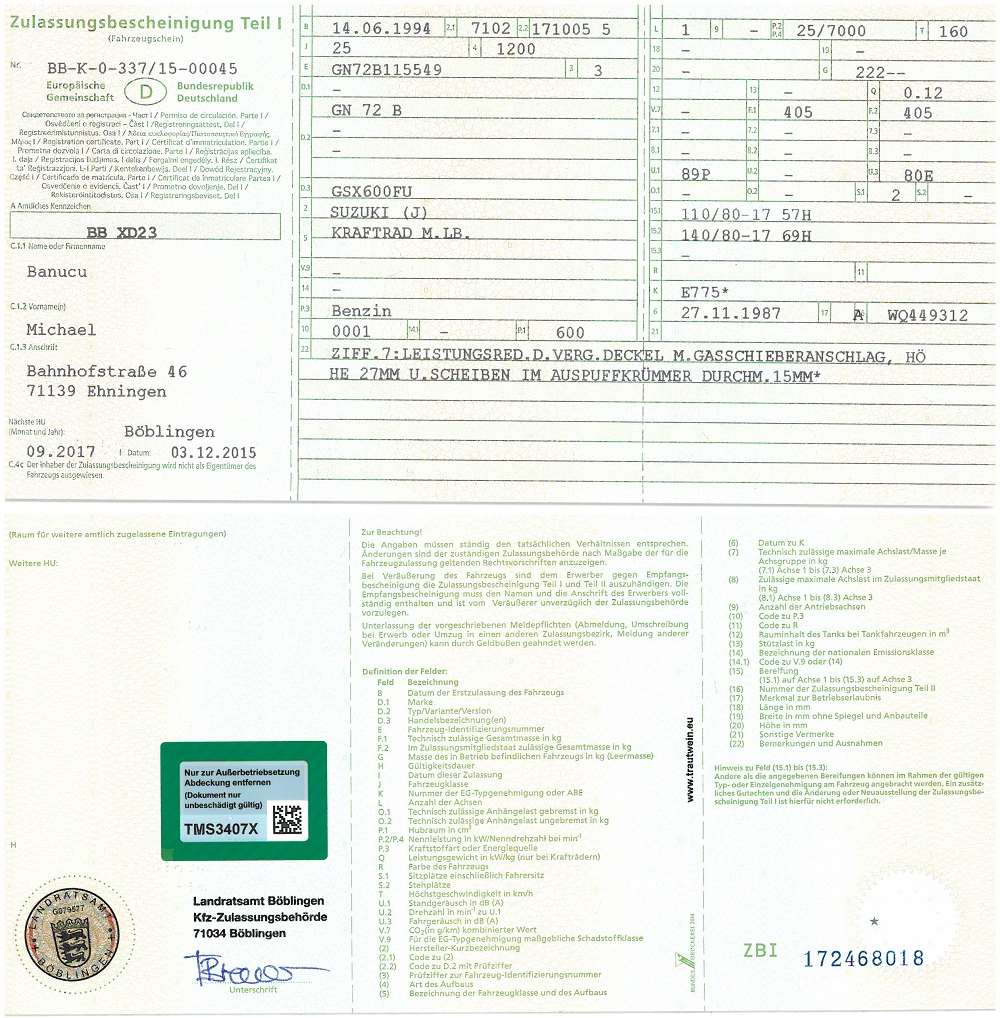 Zulassungsbescheinigung Teil I
(Fahrzeugschein)
Nr. BB-K-0-337/15-00045
Europäische Gemeinschaft D Bundesrepublik Deutschland
Свидетелство за регистрация - Част I / Permiso de circulación. Parte I /
Osvědčení o registraci - Část I / Registreringsattest. Del I /
Registreerimistunnistus. Osa I / Άδεια κυκλοφορίας/Πιστοποιητικό Εγγραφής.
Μέρος I / Registration certificate. Part I / Certificat d'immatriculation. Partie I /
Prometna dozvola I / Carta di circolazione. Parte I / Reģistrācijas apliecība.
I. daļa / Registracijos liudijimas. I dalis / Forgalmi engedély. I. Rész / Ċertifikat
ta' Reġistrazzjoni. L-I Parti / Kentekenbewijs. Deel I / Dowód Rejestracyjny.
Część I / Certificado de matrícula. Parte I / Certificat de înmatriculare Partea I /
Osvedčenie o evidencii. Časť I / Prometno dovoljenje. Del I /
Rekisteröintitodistus. Osa I / Registreringsbeviset. Del I
A Amtliches Kennzeichen
BB XD23
C.1.1 Name oder Firmenname
Banucu
C.1.2 Vorname(n)
Michael
C.1.3 Anschrift
Bahnhofstraße 46
71139 Ehningen
Nächste HU
(Monat und Jahr): Böblingen
09.2017 I Datum: 03.12.2015
C.4c Der Inhaber der Zulassungsbescheinigung wird nicht als Eigentümer des
Fahrzeugs ausgewiesen.
B 14.06.1994 2.1 7102 2.2 171005 5
J 25 4 1200
E GN72B115549 3 3
D.1 –
GN 72 B
D.2 –
–
D.3 GSX600FU
2 SUZUKI (J)
5 KRAFTRAD M.LB.
V.9 –
14 –
P.3 Benzin
10 0001 14.1 – P.1 600
22 ZIFF.7:LEISTUNGSRED.D.VERG.DECKEL M.GASSCHIEBERANSCHLAG, HÖ
HE 27MM U.SCHEIBEN IM AUSPUFFKRÜMMER DURCHM.15MM*
L 1 9 – P.2 P.4 25/7000 T 160
18 – 19 –
20 – G 222--
12 13 – Q 0.12
V.7 – F.1 405 F.2 405
7.1 – 7.2 – 7.3 –
8.1 – 8.2 – 8.3 –
U.1 89P U.2 – U.3 80E
O.1 – O.2 – S.1 2 S.2 –
15.1 110/80-17 57H
15.2 140/80-17 69H
15.3 –
R 11
K E775*
6 27.11.1987 17 A 16 WQ449312
21
(Raum für weitere amtlich zugelassene Eintragungen)
Weitere HU:
Nur zur Außerbetriebsetzung
Abdeckung entfernen
(Dokument nur
unbeschädigt gültig)
TMS3407X
H
LANDRATSAMT
G079577
BÖBLINGEN
Landratsamt Böblingen
Kfz-Zulassungsbehörde
71034 Böblingen
Unterschrift
Zur Beachtung!
Die Angaben müssen ständig den tatsächlichen Verhältnissen entsprechen.
Änderungen sind der zuständigen Zulassungsbehörde nach Maßgabe der für die
Fahrzeugzulassung geltenden Rechtsvorschriften anzuzeigen.
Bei Veräußerung des Fahrzeugs sind dem Erwerber gegen Empfangs-
bescheinigung die Zulassungsbescheinigung Teil I und Teil II auszuhändigen. Die
Empfangsbescheinigung muss den Namen und die Anschrift des Erwerbers voll-
ständig enthalten und ist vom Veräußerer unverzüglich der Zulassungsbehörde
vorzulegen.
Unterlassung der vorgeschriebenen Meldepflichten (Abmeldung, Umschreibung
bei Erwerb oder Umzug in einen anderen Zulassungsbezirk, Meldung anderer
Veränderungen) kann durch Geldbußen geahndet werden.
Definition der Felder:
Feld Bezeichnung
B Datum der Erstzulassung des Fahrzeugs
D.1 Marke
D.2 Typ/Variante/Version
D.3 Handelsbezeichnung(en)
E Fahrzeug-Identifizierungsnummer
F.1 Technisch zulässige Gesamtmasse in kg
F.2 Im Zulassungsmitgliedstaat zulässige Gesamtmasse in kg
G Masse des in Betrieb befindlichen Fahrzeugs in kg (Leermasse)
H Gültigkeitsdauer
I Datum dieser Zulassung
J Fahrzeugklasse
K Nummer der EG-Typgenehmigung oder ABE
L Anzahl der Achsen
O.1 Technisch zulässige Anhängelast gebremst in kg
O.2 Technisch zulässige Anhängelast ungebremst in kg
P.1 Hubraum in cm³
P.2/P.4 Nennleistung in kW/Nenndrehzahl bei min⁻¹
P.3 Kraftstoffart oder Energiequelle
Q Leistungsgewicht in kW/kg (nur bei Krafträdern)
R Farbe des Fahrzeugs
S.1 Sitzplätze einschließlich Fahrersitz
S.2 Stehplätze
T Höchstgeschwindigkeit in km/h
U.1 Standgeräusch in dB (A)
U.2 Drehzahl in min⁻¹ zu U.1
U.3 Fahrgeräusch in dB (A)
V.7 CO₂(in g/km) kombinierter Wert
V.9 Für die EG-Typgenehmigung maßgebliche Schadstoffklasse
(2) Hersteller-Kurzbezeichnung
(2.1) Code zu (2)
(2.2) Code zu D.2 mit Prüfziffer
(3) Prüfziffer zur Fahrzeug-Identifizierungsnummer
(4) Art des Aufbaus
(5) Bezeichnung der Fahrzeugklasse und des Aufbaus
www.trautwein.eu
BUNDESDRUCKEREI 2014
(6) Datum zu K
(7) Technisch zulässige maximale Achslast/Masse je
Achsgruppe in kg
(7.1) Achse 1 bis (7.3) Achse 3
(8) Zulässige maximale Achslast im Zulassungsmitgliedstaat
in kg
(8.1) Achse 1 bis (8.3) Achse 3
(9) Anzahl der Antriebsachsen
(10) Code zu P.3
(11) Code zu R
(12) Rauminhalt des Tanks bei Tankfahrzeugen in m³
(13) Stützlast in kg
(14) Bezeichnung der nationalen Emissionsklasse
(14.1) Code zu V.9 oder (14)
(15) Bereifung
(15.1) auf Achse 1 bis (15.3) auf Achse 3
(16) Nummer der Zulassungsbescheinigung Teil II
(17) Merkmal zur Betriebserlaubnis
(18) Länge in mm
(19) Breite in mm ohne Spiegel und Anbauteile
(20) Höhe in mm
(21) Sonstige Vermerke
(22) Bemerkungen und Ausnahmen
Hinweis zu Feld (15.1) bis (15.3):
Andere als die angegebenen Bereifungen können im Rahmen der gültigen
Typ- oder Einzelgenehmigung am Fahrzeug angebracht werden. Ein zusätz-
liches Gutachten und die Änderung oder Neuausstellung der Zulassungsbe-
scheinigung Teil I ist hierfür nicht erforderlich.
ZBI 172468018